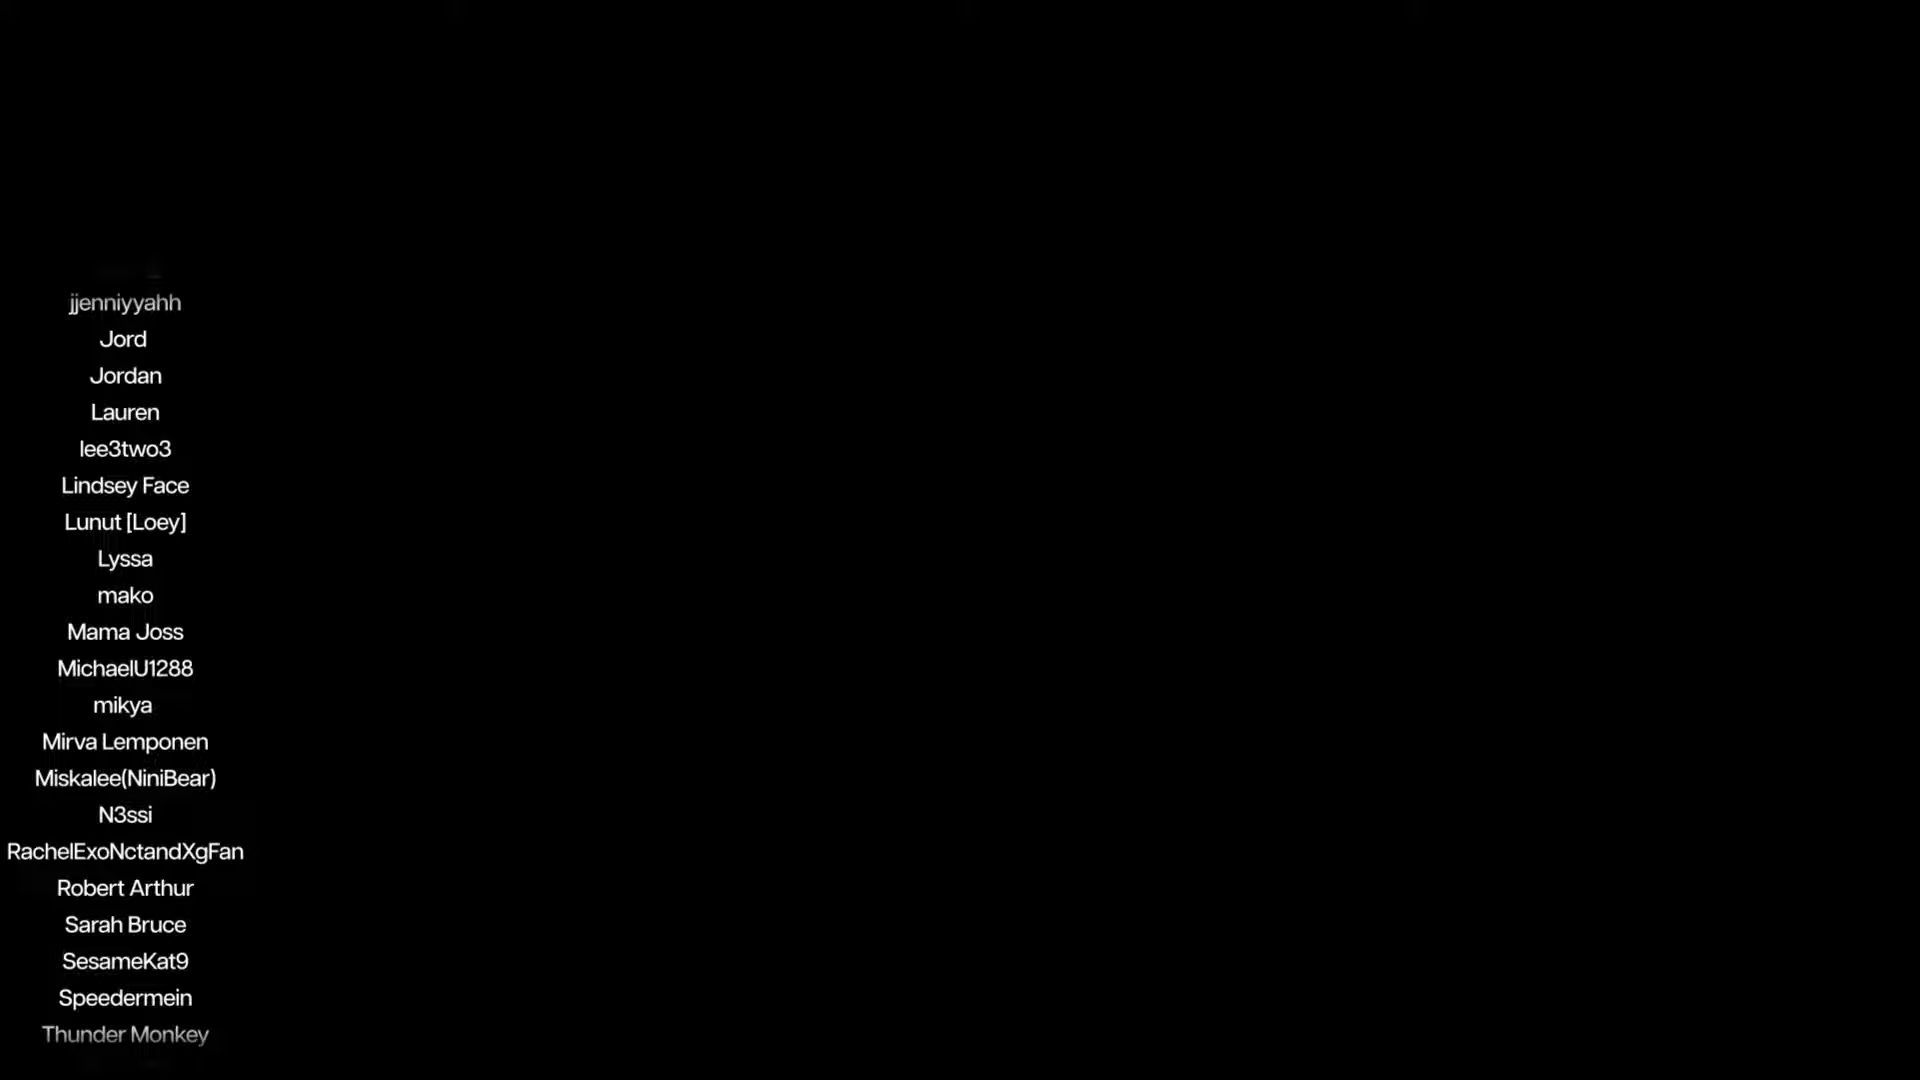 jjenniyyahh
Jord
Jordan
Lauren
lee3two3
Lindsey Face
Lunut [Loey]
Lyssa
mako
Mama Joss
MichaelU1288
mikya
Mirva Lemponen
Miskalee(NiniBear)
N3ssi
RachelExoNctandXgFan
Robert Arthur
Sarah Bruce
SesameKat9
Speedermein
Thunder Monkey